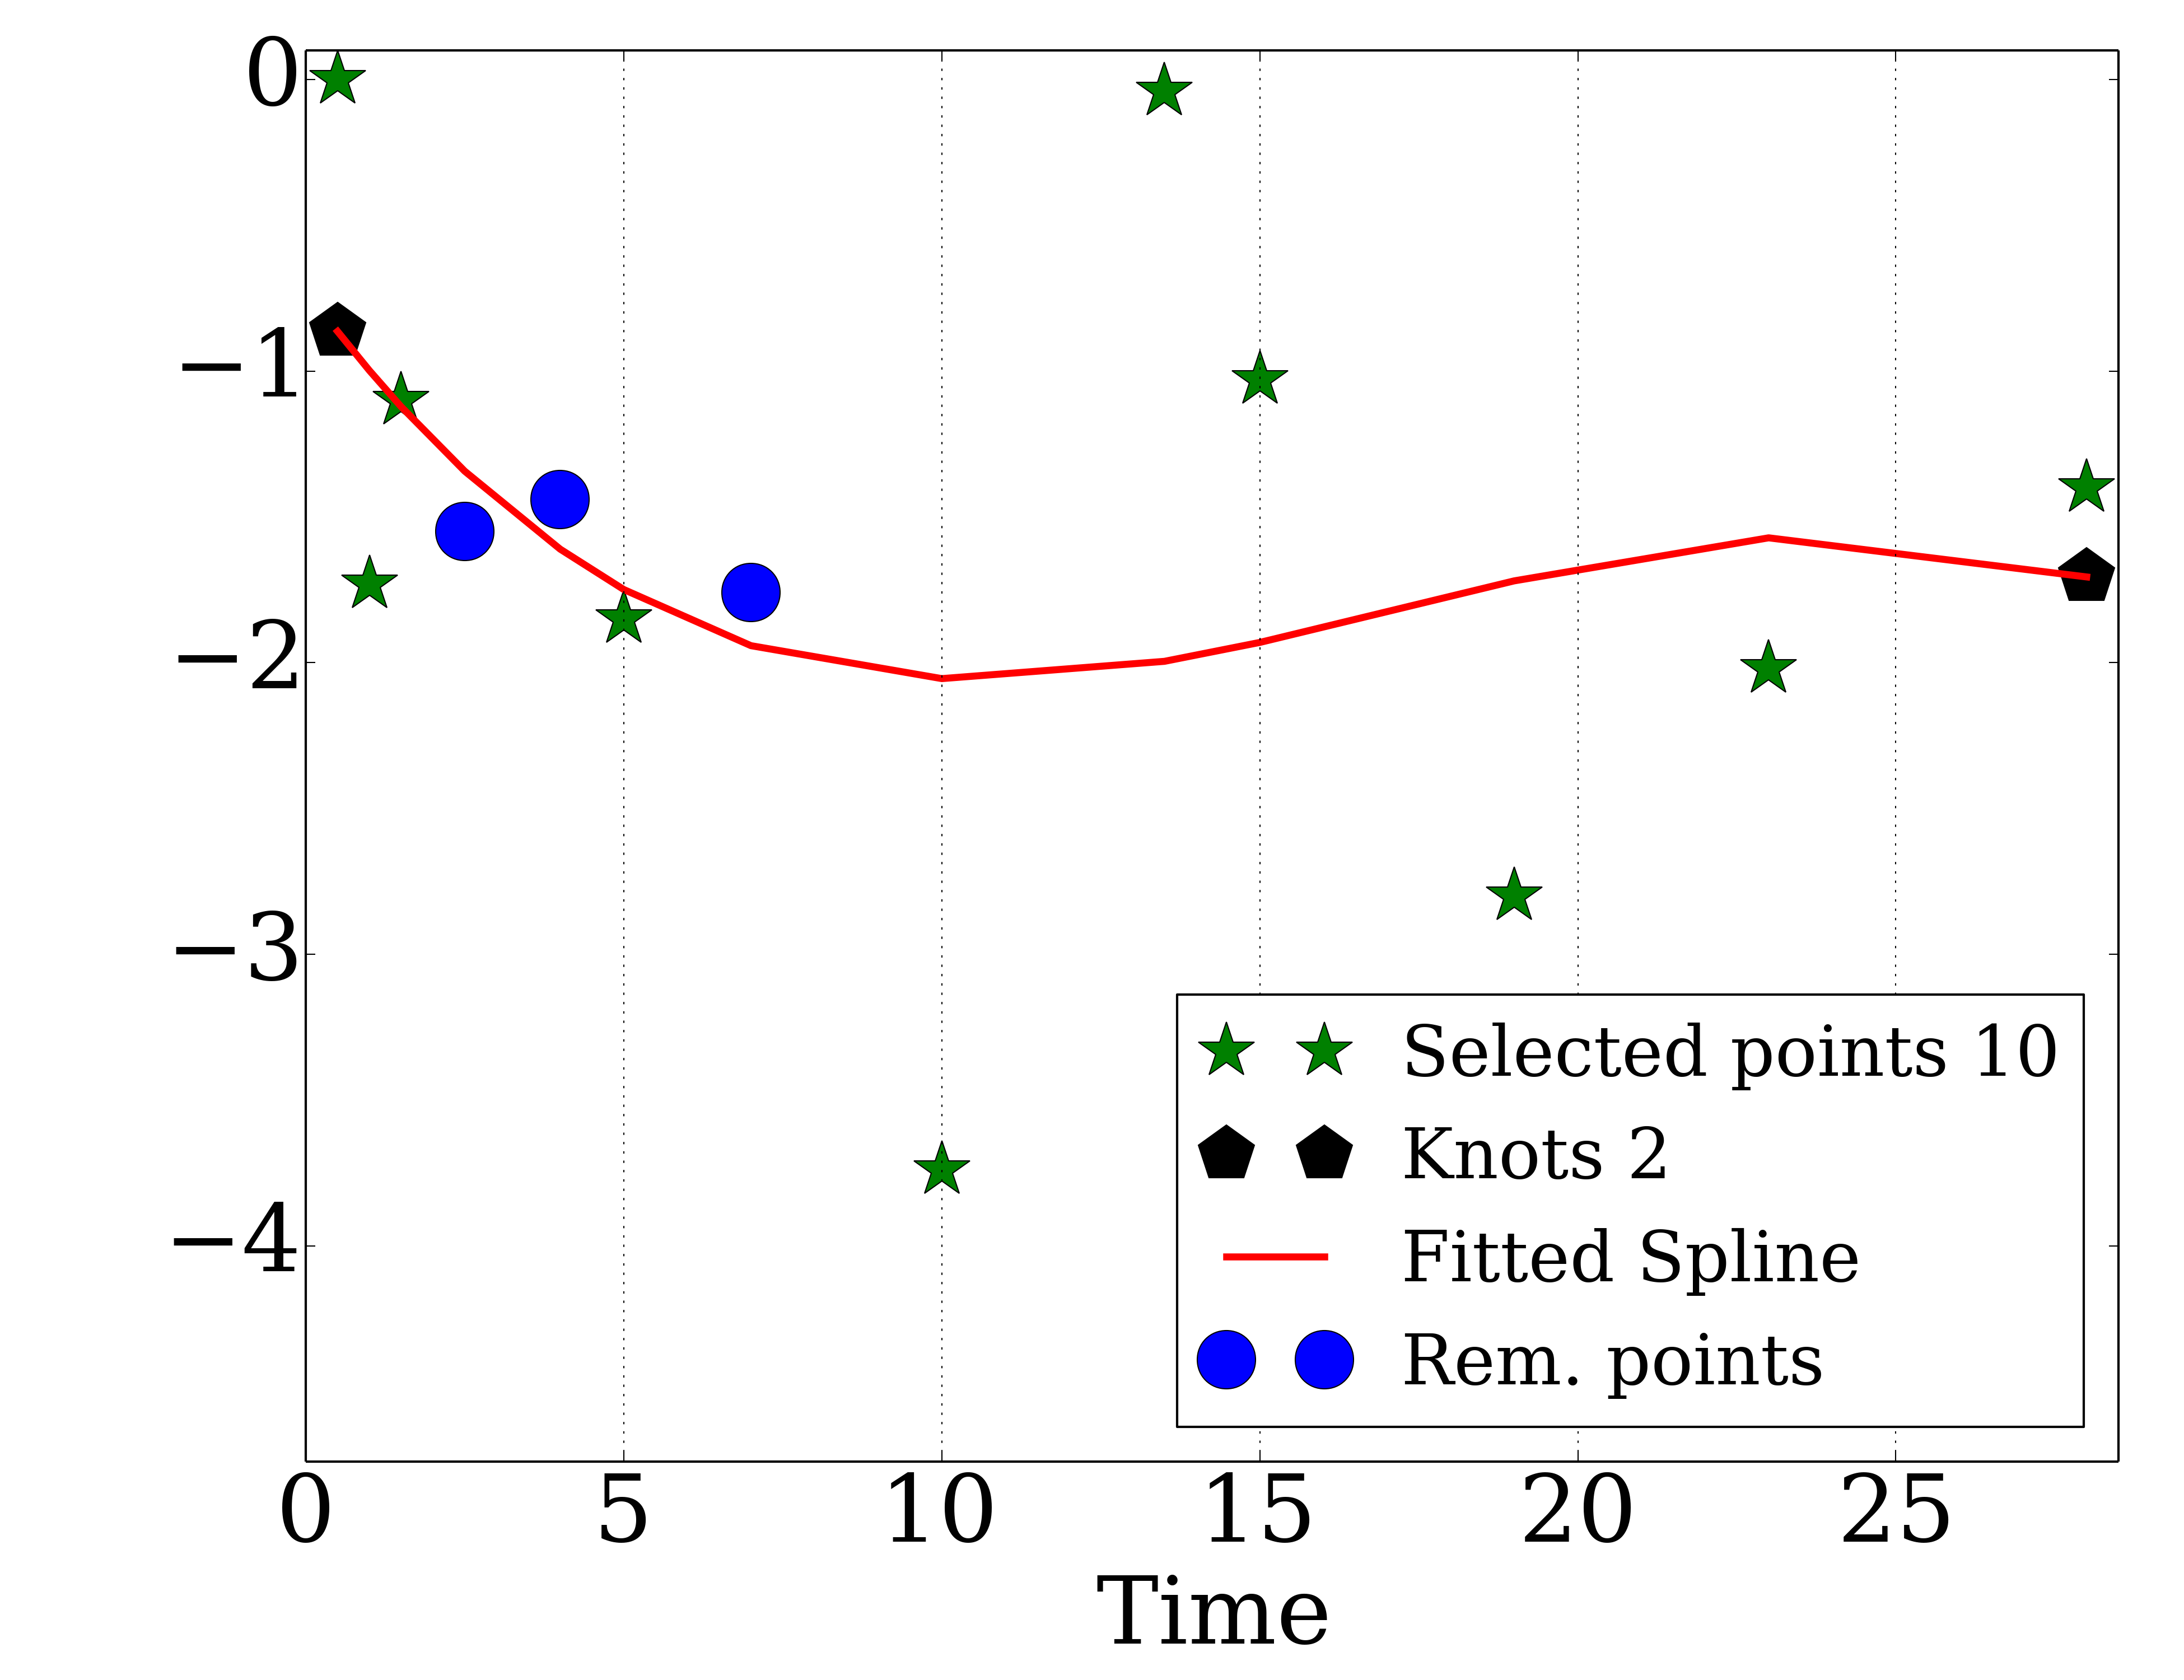 0
−1
−2
−3
−4
Selected points 10
Knots 2
Fitted Spline
Rem. points
0 5 10 15 20 25
Time